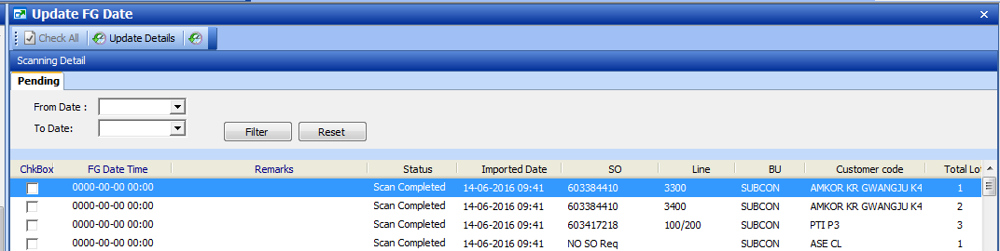 Update FG Date
Check All Update Details
Scanning Detail
Pending
From Date :
To Date:
Filter Reset
ChkBox FG Date Time Remarks Status Imported Date SO Line BU Customer code Total Lo
0000-00-00 00:00 Scan Completed 14-06-2016 09:41 603384410 3300 SUBCON AMKOR KR GWANGJU K4 1
0000-00-00 00:00 Scan Completed 14-06-2016 09:41 603384410 3400 SUBCON AMKOR KR GWANGJU K4 2
0000-00-00 00:00 Scan Completed 14-06-2016 09:41 603417218 100/200 SUBCON PTI P3 3
0000-00-00 00:00 Scan Completed 14-06-2016 09:41 NO SO Req SUBCON ASE CL 1